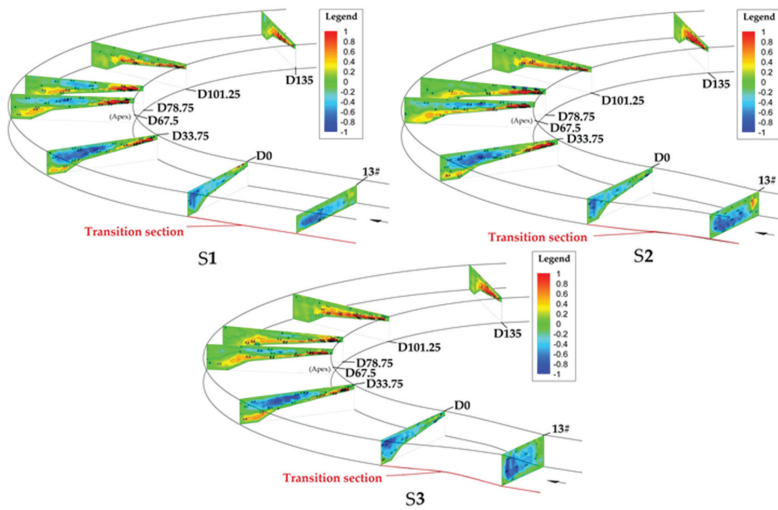 Legend
1
0.8
0.6
0.4
0.2
0
-0.2
-0.4
-0.6
-0.8
-1
D135
D101.25
D78.75
(Apex) D67.5
D33.75
D0
13#
Transition section
S1
Legend
1
0.8
0.6
0.4
0.2
0
-0.2
-0.4
-0.6
-0.8
-1
D135
D101.25
D78.75
(Apex) D67.5
D33.75
D0
13#
Transition section
S2
Legend
1
0.8
0.6
0.4
0.2
0
-0.2
-0.4
-0.6
-0.8
-1
D135
D101.25
D78.75
(Apex) D67.5
D33.75
D0
13#
Transition section
S3